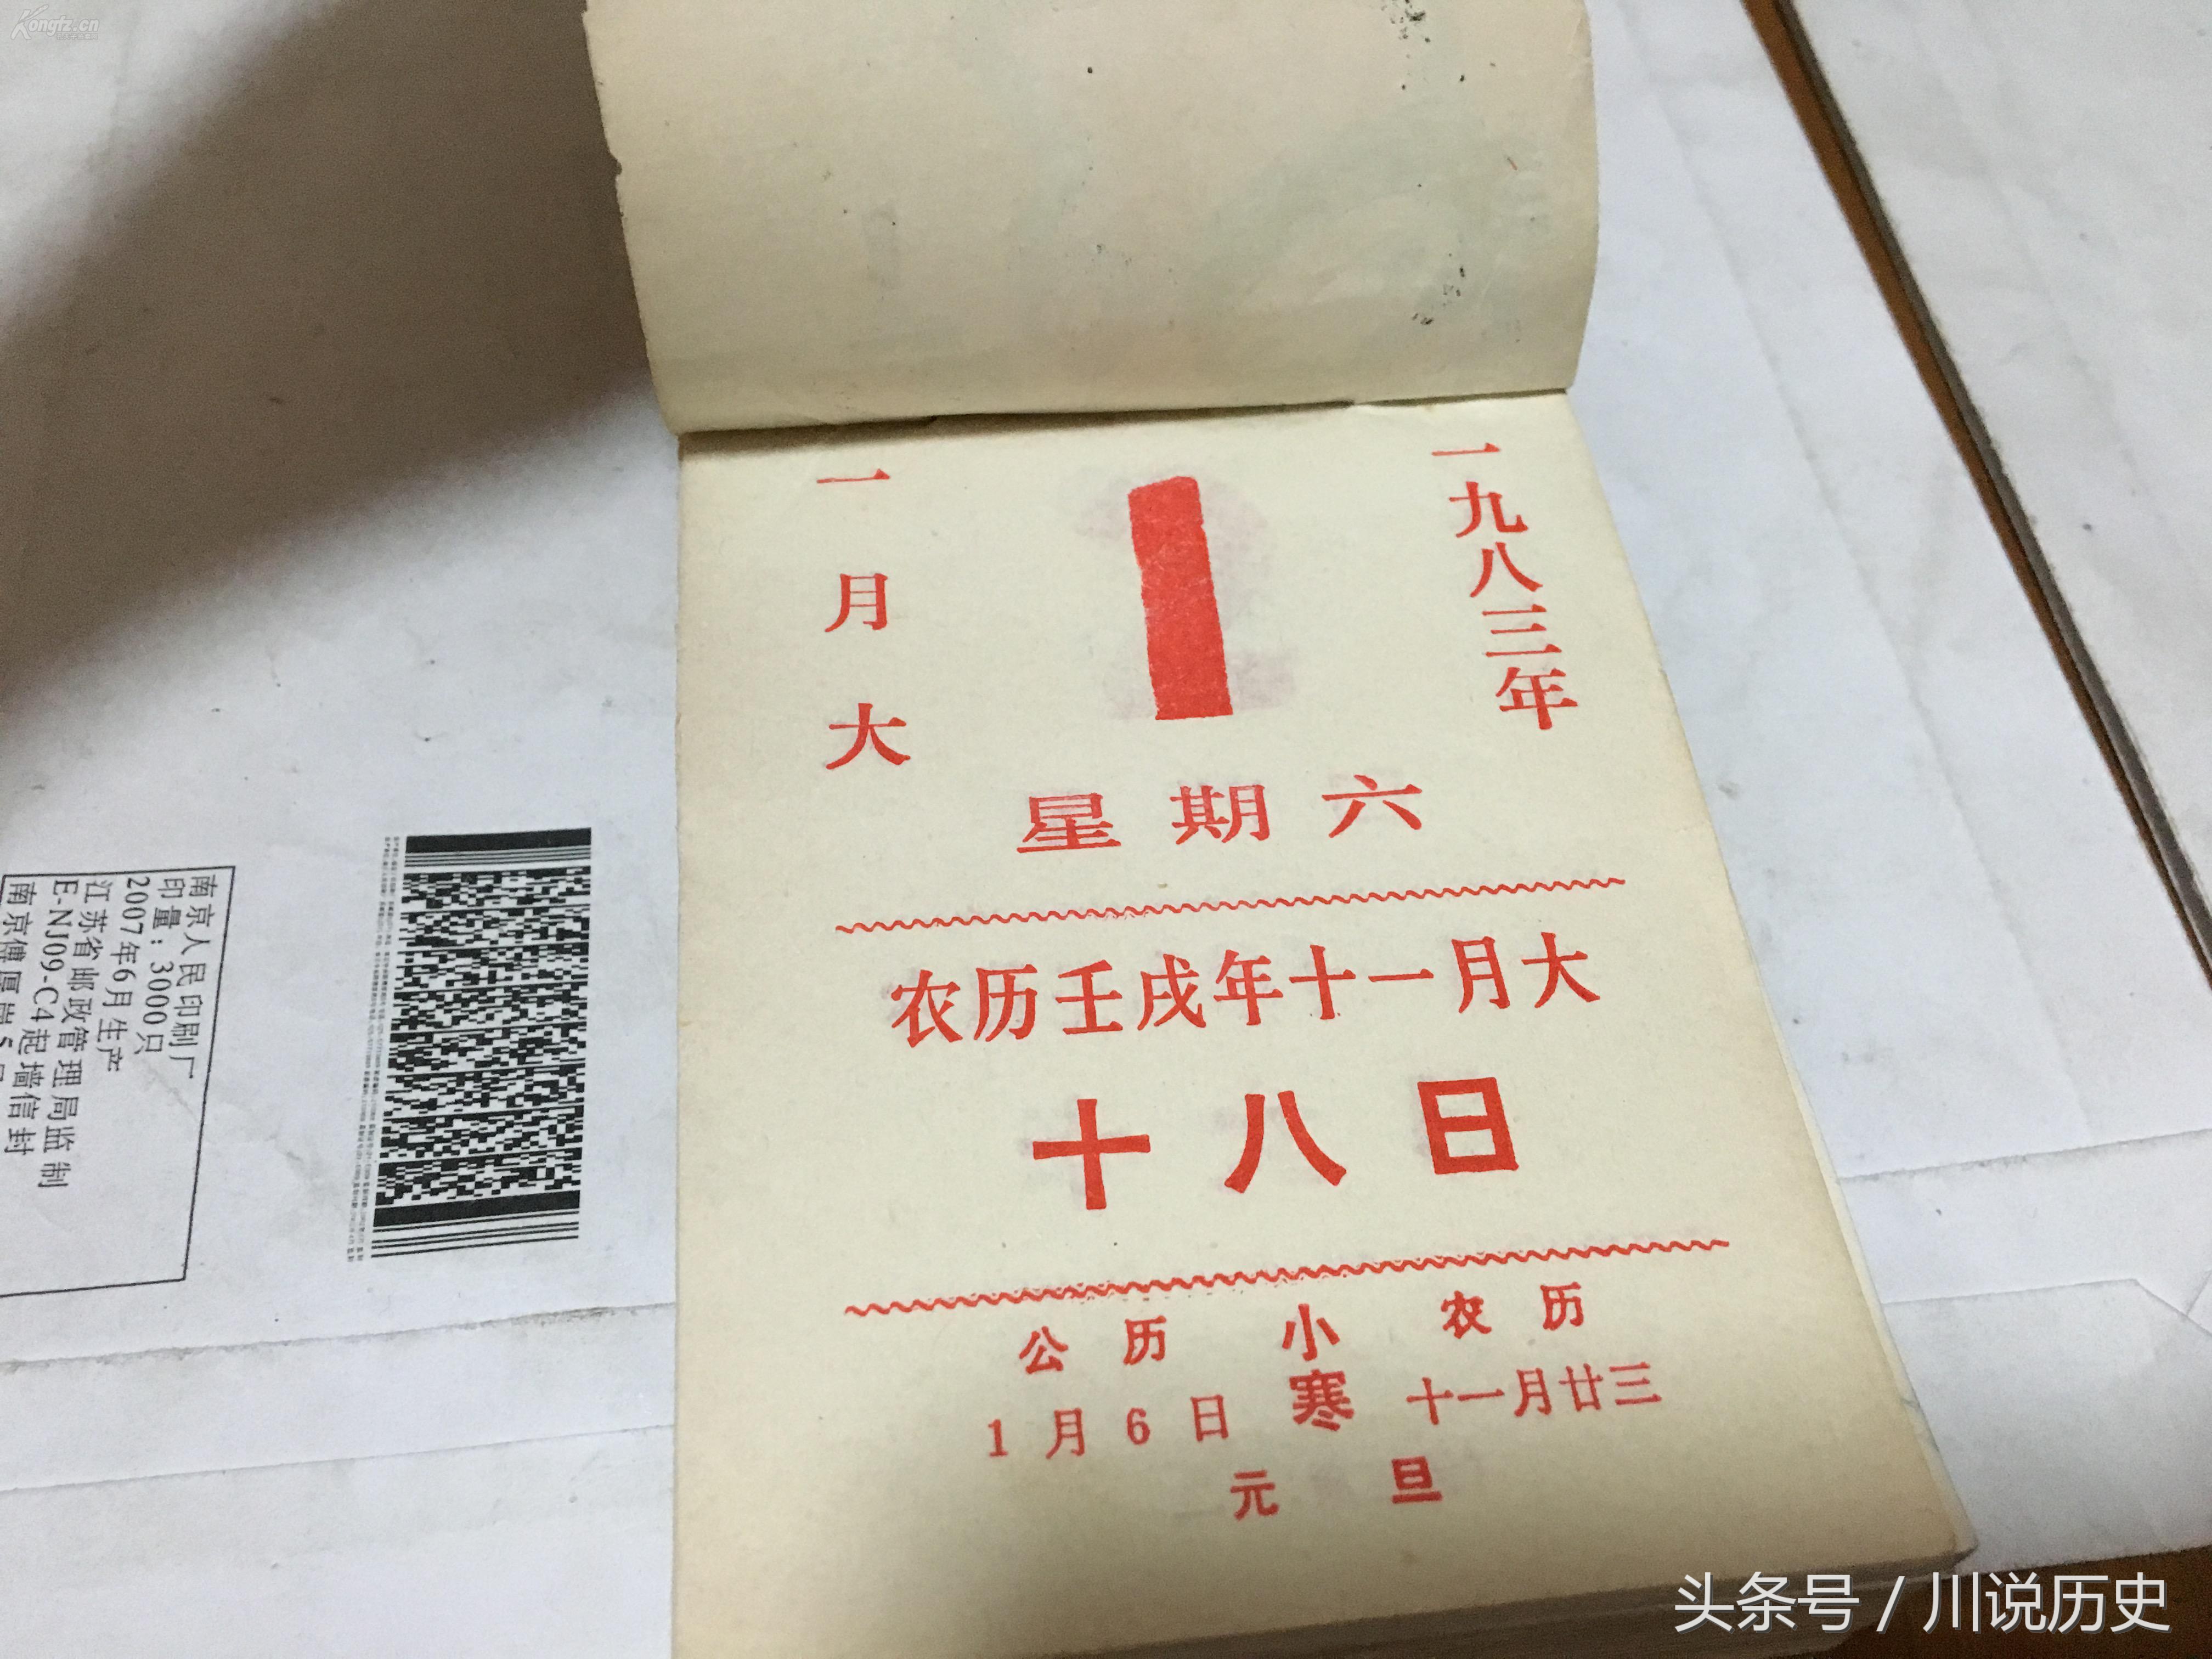 Kongfz.cn
一九八三年
1
一月大
星期六
农历壬戌年十一月大
十八日
公历 小寒 农历
1月6日 十一月廿三
元旦
南京人民印刷厂
印量:3000只
2007年6月生产
江苏省邮政管理局监制
E-NJ09-C4起墙信封
头条号 / 川说历史